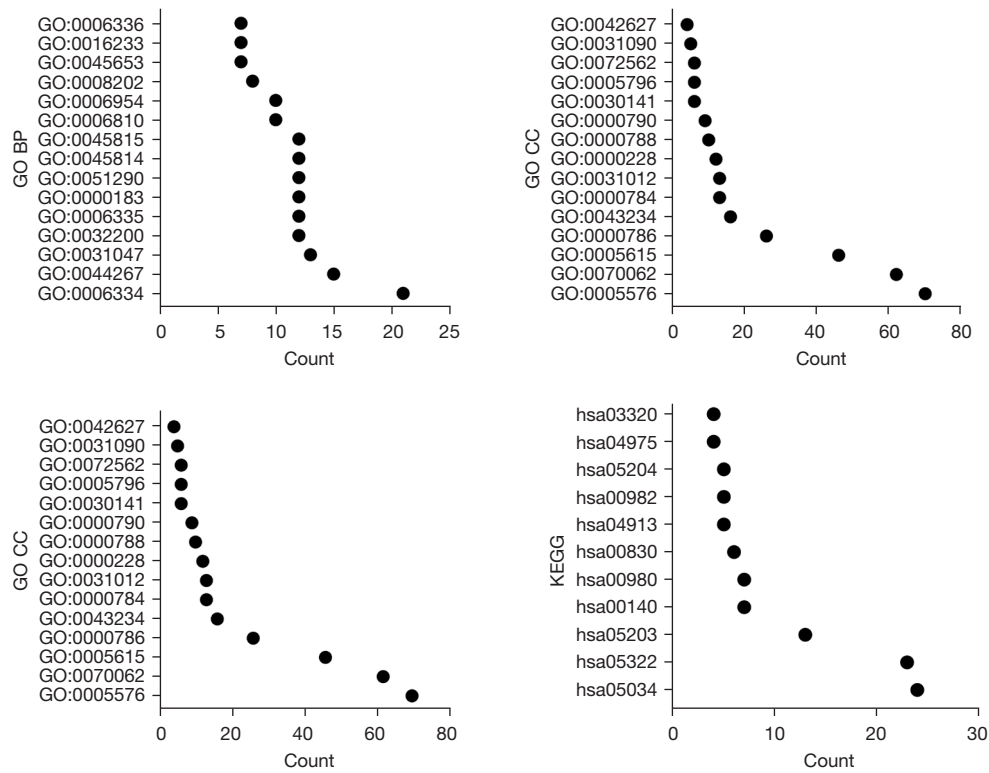 GO BP
GO:0006336
GO:0016233
GO:0045653
GO:0008202
GO:0006954
GO:0006810
GO:0045815
GO:0045814
GO:0051290
GO:0000183
GO:0006335
GO:0032200
GO:0031047
GO:0044267
GO:0006334
0 5 10 15 20 25
Count
GO CC
GO:0042627
GO:0031090
GO:0072562
GO:0005796
GO:0030141
GO:0000790
GO:0000788
GO:0000228
GO:0031012
GO:0000784
GO:0043234
GO:0000786
GO:0005615
GO:0070062
GO:0005576
0 20 40 60 80
Count
GO CC
GO:0042627
GO:0031090
GO:0072562
GO:0005796
GO:0030141
GO:0000790
GO:0000788
GO:0000228
GO:0031012
GO:0000784
GO:0043234
GO:0000786
GO:0005615
GO:0070062
GO:0005576
0 20 40 60 80
Count
KEGG
hsa03320
hsa04975
hsa05204
hsa00982
hsa04913
hsa00830
hsa00980
hsa00140
hsa05203
hsa05322
hsa05034
0 10 20 30
Count